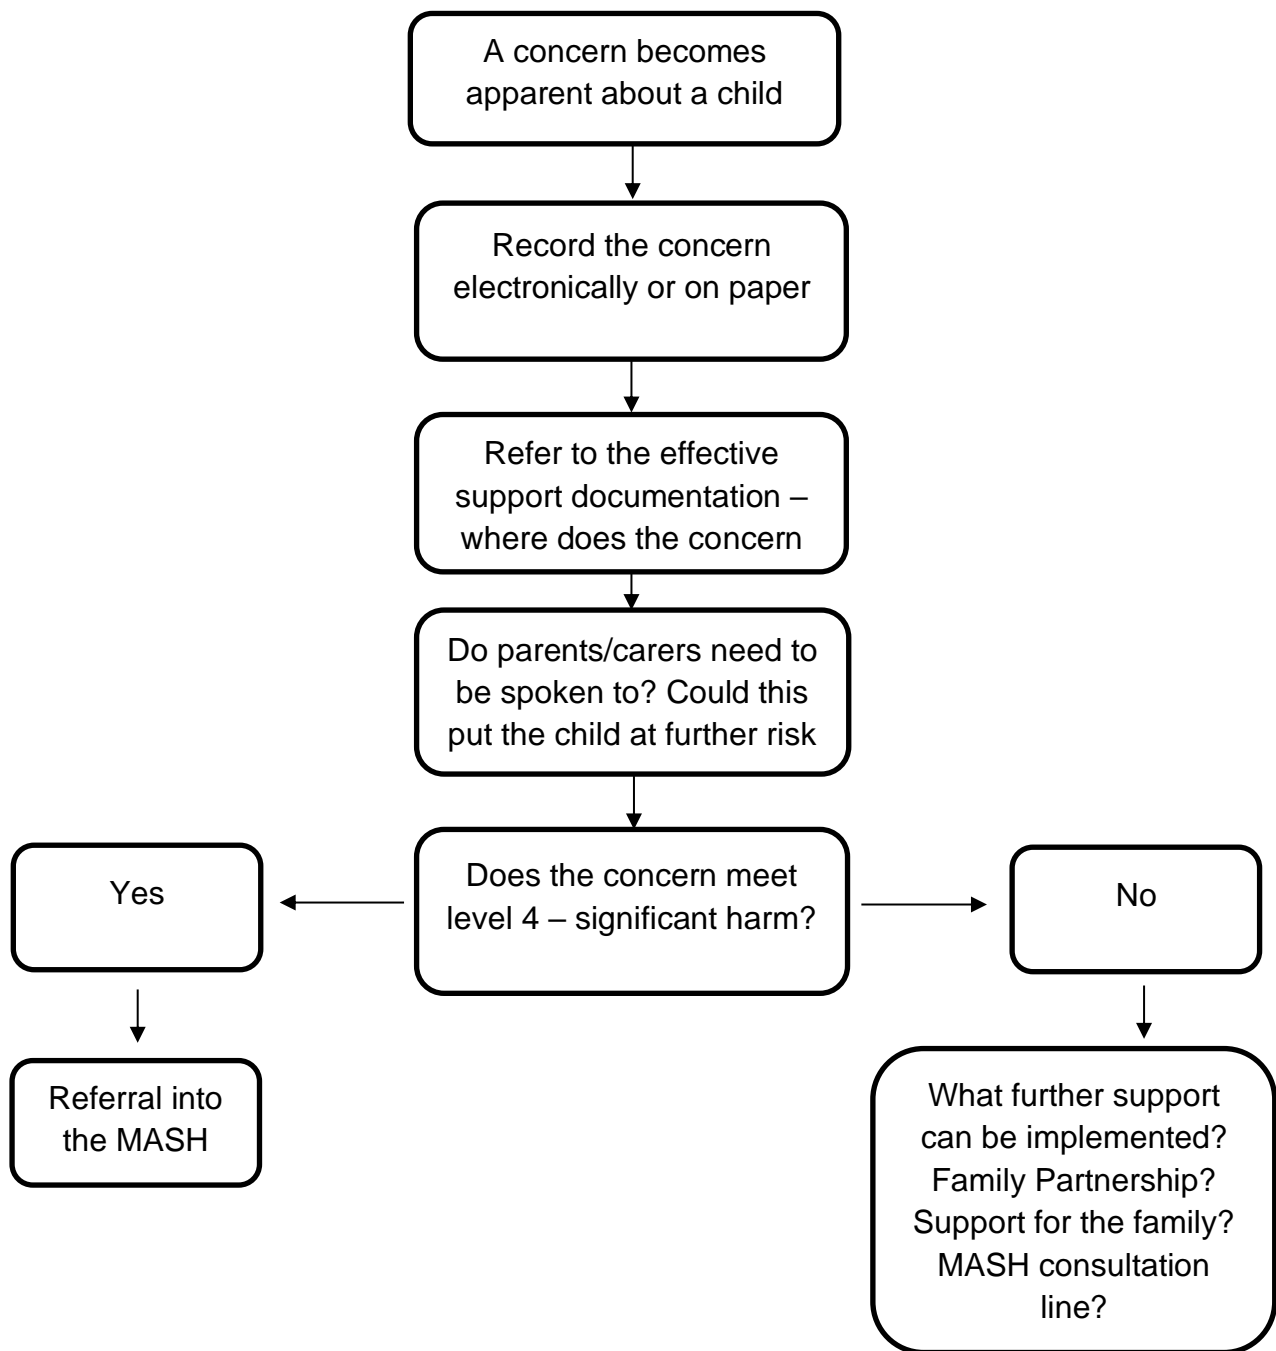 A concern becomes
apparent about a child
Record the concern
electronically or on paper
Refer to the effective
support documentation –
where does the concern
Do parents/carers need to
be spoken to? Could this
put the child at further risk
Does the concern meet
level 4 – significant harm?
Yes
No
Referral into
the MASH
What further support
can be implemented?
Family Partnership?
Support for the family?
MASH consultation
line?